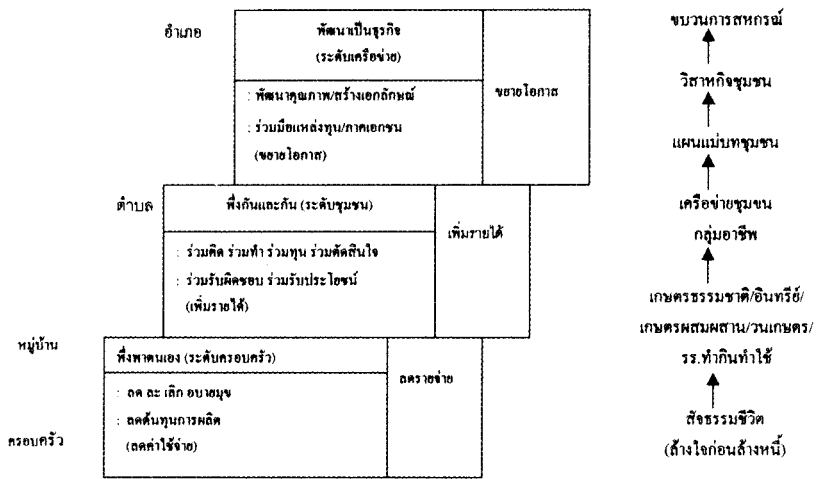 อำเภอ
พัฒนาเป็นธุรกิจ
(ระดับเครือข่าย)
: พัฒนาคุณภาพ/สร้างเอกลักษณ์
: ร่วมมือแหล่งทุน/ภาคเอกชน
(ขยายโอกาส)
ขยายโอกาส
ตำบล
พึ่งกันและกัน (ระดับชุมชน)
: ร่วมคิด ร่วมทำ ร่วมทุน ร่วมตัดสินใจ
: ร่วมรับผิดชอบ ร่วมรับประโยชน์
(เพิ่มรายได้)
เพิ่มรายได้
หมู่บ้าน
พึ่งพาตนเอง (ระดับครอบครัว)
: ลด ละ เลิก อบายมุข
: ลดต้นทุนการผลิต
(ลดค่าใช้จ่าย)
ลดรายจ่าย
ครอบครัว
ขบวนการสหกรณ์
วิสาหกิจชุมชน
แผนแม่บทชุมชน
เครือข่ายชุมชน
กลุ่มอาชีพ
เกษตรธรรมชาติ/อินทรีย์/
เกษตรผสมผสาน/วนเกษตร/
รร.ทำกินทำใช้
สัจธรรมชีวิต
(ล้างใจก่อนล้างหนี้)